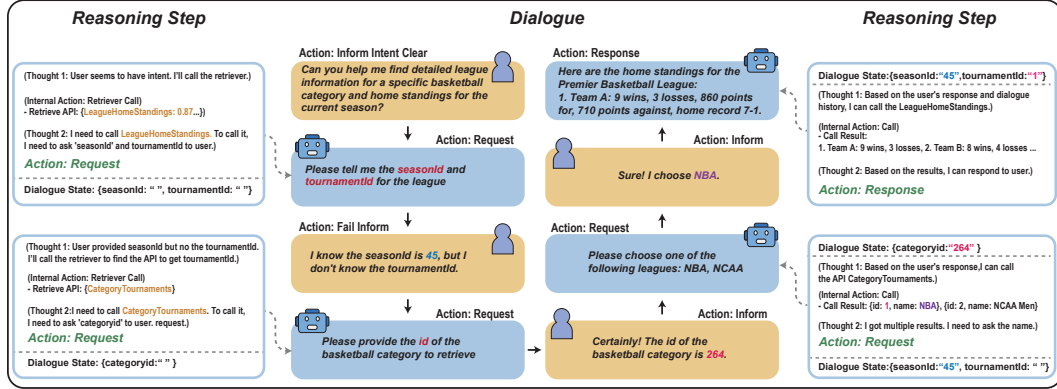 Reasoning Step
Dialogue
Reasoning Step
(Thought 1: User seems to have intent. I'll call the retriever.)
(Internal Action: Retriever Call)
- Retrieve API: {LeagueHomeStandings: 0.87...})
(Thought 2: I need to call LeagueHomeStandings. To call it,
I need to ask 'seasonId' and tournamentId to user.)
Action: Request
Dialogue State: {seasonId: “ ”, tournamentId: “ ”}
(Thought 1: User provided seasonId but no the tournamentId.
I'll call the retriever to find the API to get tournamentId.)
(Internal Action: Retriever Call)
- Retrieve API: {CategoryTournaments}
(Thought 2:I need to call CategoryTournaments. To call it,
I need to ask 'categoryid' to user. request.)
Action: Request
Dialogue State: {categoryid:“ ” }
Action: Inform Intent Clear
Can you help me find detailed league
information for a specific basketball
category and home standings for the
current season?
Action: Request
Please tell me the seasonId and
tournamentId for the league
Action: Fail Inform
I know the seasonId is 45, but I
don't know the tournamentId.
Action: Request
Please provide the id of the
basketball category to retrieve
Action: Response
Here are the home standings for the
Premier Basketball League:
1. Team A: 9 wins, 3 losses, 860 points
for, 710 points against, home record 7-1.
Action: Inform
Sure! I choose NBA.
Action: Request
Please choose one of the
following leagues: NBA, NCAA
Action: Inform
Certainly! The id of the
basketball category is 264.
Dialogue State:{seasonId:“45”,tournamentId:“1”}
(Thought 1: Based on the user's response and dialogue
history, I can call the LeagueHomeStandings.)
(Internal Action: Call)
- Call Result:
1. Team A: 9 wins, 3 losses, 2. Team B: 8 wins, 4 losses ...
(Thought 2: Based on the results, I can respond to user.)
Action: Response
Dialogue State: {categoryid:“264” }
(Thought 1: Based on the user's response,I can call
the API CategoryTournaments.)
(Internal Action: Call)
- Call Result: {id: 1, name: NBA}, {id: 2, name: NCAA Men}
(Thought 2: I got multiple results. I need to ask the name.)
Action: Request
Dialogue State:{seasonId:“45”, tournamentId: “ ”}